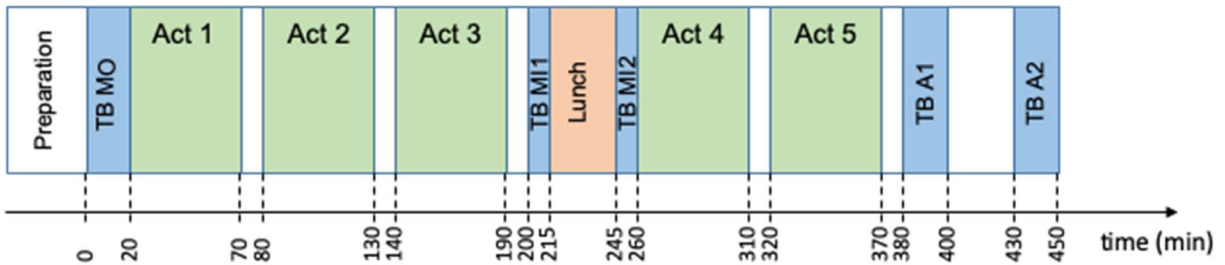 Preparation
TB MO
Act 1
Act 2
Act 3
TB MI1
Lunch
TB MI2
Act 4
Act 5
TB A1
TB A2
0
20
70
80
130
140
190
200
215
245
260
310
320
370
380
400
430
450
time (min)